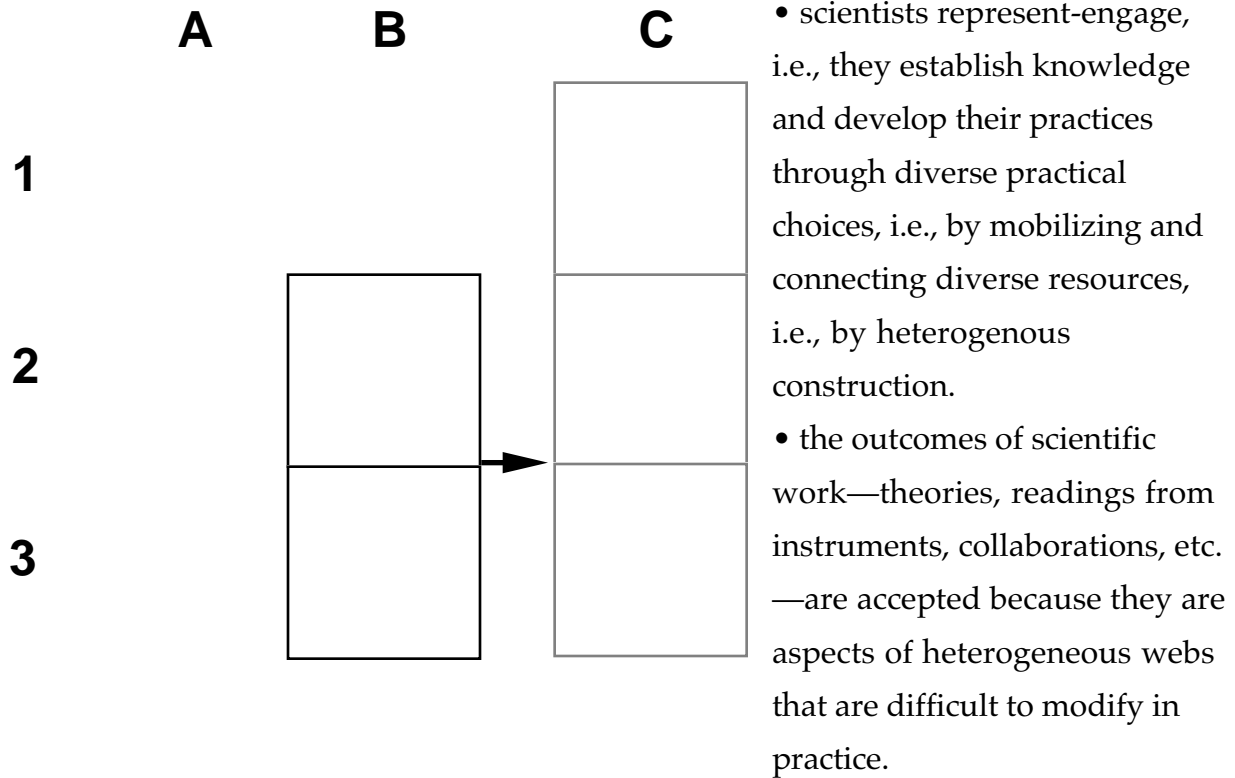 A B C
1
2
3
• scientists represent-engage,
i.e., they establish knowledge
and develop their practices
through diverse practical
choices, i.e., by mobilizing and
connecting diverse resources,
i.e., by heterogenous
construction.
• the outcomes of scientific
work—theories, readings from
instruments, collaborations, etc.
—are accepted because they are
aspects of heterogeneous webs
that are difficult to modify in
practice.